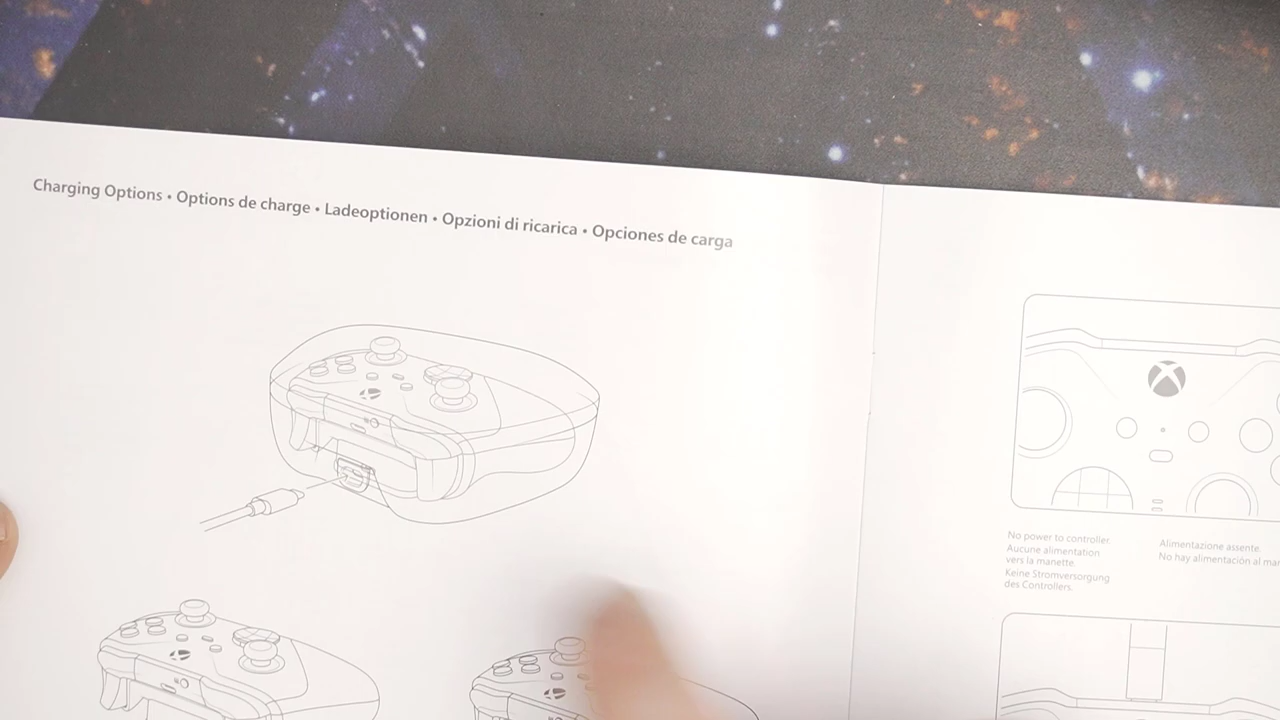 Charging Options • Options de charge • Ladeoptionen • Opzioni di ricarica • Opciones de carga
No power to controller.
Aucune alimentation
vers la manette.
Keine Stromversorgung
des Controllers.
Alimentazione assente.
No hay alimentación al